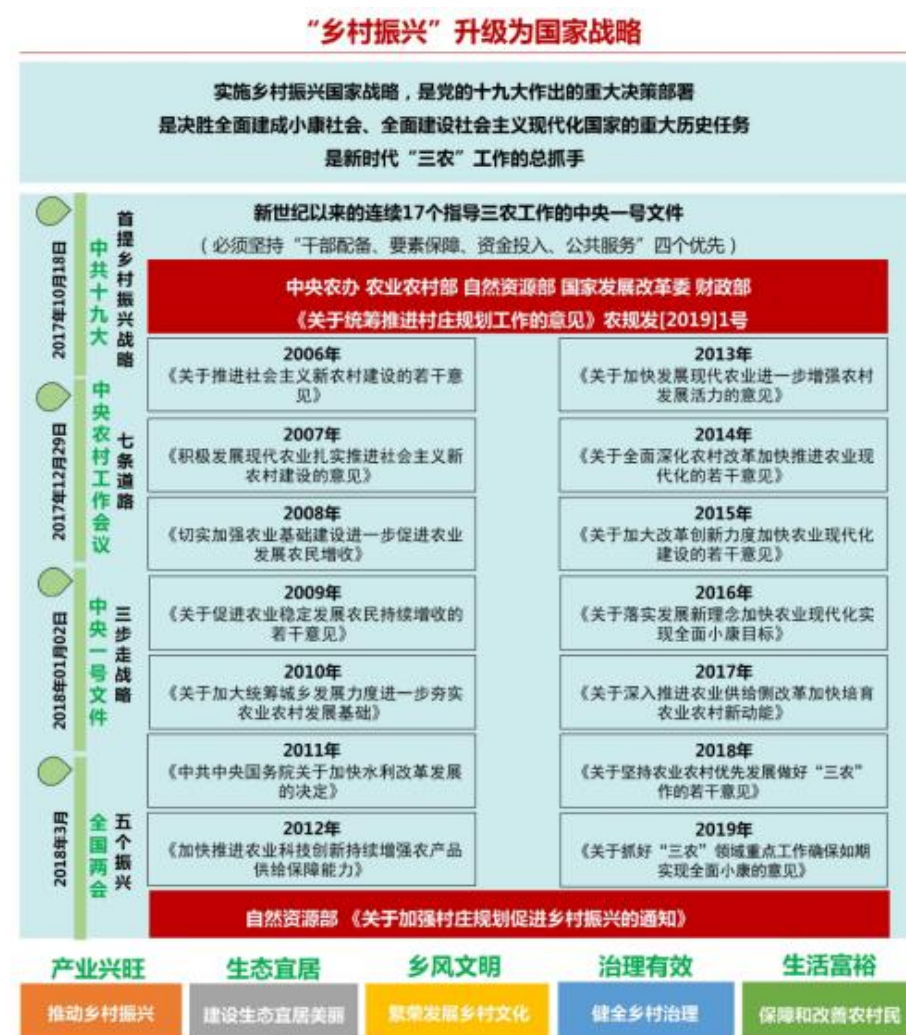 “乡村振兴”升级为国家战略
实施乡村振兴国家战略，是党的十九大作出的重大决策部署
是决胜全面建成小康社会、全面建设社会主义现代化国家的重大历史任务
是新时代“三农”工作的总抓手
2017年10月18日
中共十九大
首提乡村振兴战略
2017年12月29日
中央农村工作会议
七条道路
2018年01月02日
中央一号文件
三步走战略
2018年3月
全国两会
五个振兴
新世纪以来的连续17个指导三农工作的中央一号文件
（必须坚持“干部配备、要素保障、资金投入、公共服务”四个优先）
中央农办 农业农村部 自然资源部 国家发展改革委 财政部
《关于统筹推进村庄规划工作的意见》农规发[2019]1号
2006年
《关于推进社会主义新农村建设的若干意
见》
2007年
《积极发展现代农业扎实推进社会主义新
农村建设的意见》
2008年
《切实加强农业基础建设进一步促进农业
发展农民增收》
2009年
《关于促进农业稳定发展农民持续增收的
若干意见》
2010年
《关于加大统筹城乡发展力度进一步夯实
农业农村发展基础》
2011年
《中共中央国务院关于加快水利改革发展
的决定》
2012年
《加快推进农业科技创新持续增强农产品
供给保障能力》
2013年
《关于加快发展现代农业进一步增强农村
发展活力的意见》
2014年
《关于全面深化农村改革加快推进农业现
代化的若干意见》
2015年
《关于加大改革创新力度加快农业现代化
建设的若干意见》
2016年
《关于落实发展新理念加快农业现代化实
现全面小康目标》
2017年
《关于深入推进农业供给侧改革加快培育
农业农村新动能》
2018年
《关于坚持农业农村优先发展做好“三农”
作的若干意见》
2019年
《关于抓好“三农”领域重点工作确保如期
实现全面小康的意见》
自然资源部 《关于加强村庄规划促进乡村振兴的通知》
产业兴旺
生态宜居
乡风文明
治理有效
生活富裕
推动乡村振兴
建设生态宜居美丽
繁荣发展乡村文化
健全乡村治理
保障和改善农村民